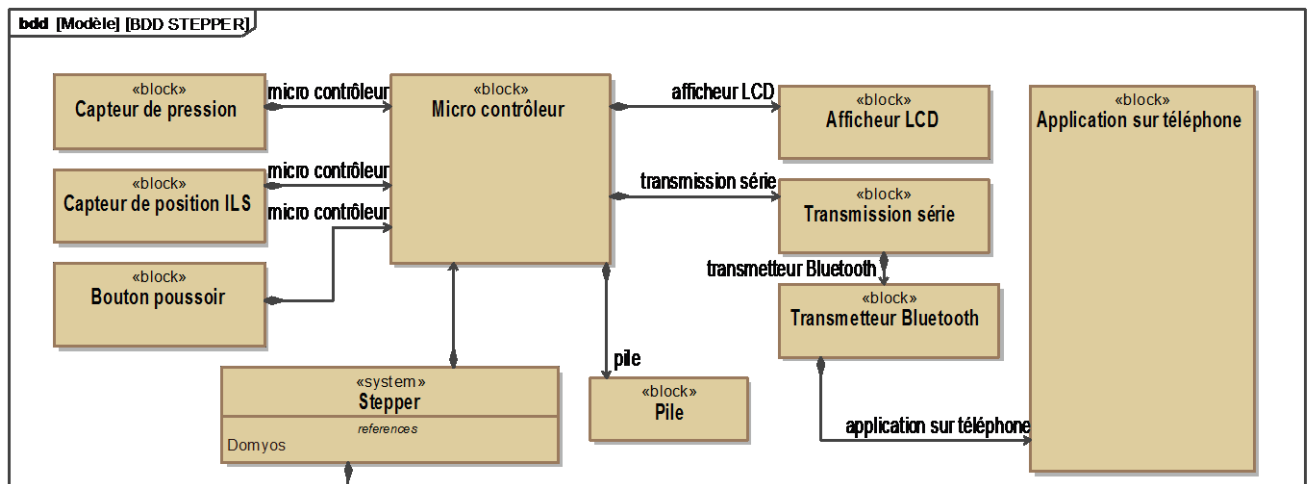 bdd [Modèle] [BDD STEPPER]
«block»
Capteur de pression
micro contrôleur
«block»
Micro contrôleur
afficheur LCD
«block»
Afficheur LCD
«block»
Application sur téléphone
«block»
Capteur de position ILS
micro contrôleur
micro contrôleur
transmission série
«block»
Transmission série
«block»
Bouton poussoir
transmetteur Bluetooth
«block»
Transmetteur Bluetooth
pile
«system»
Stepper
references
Domyos
«block»
Pile
application sur téléphone